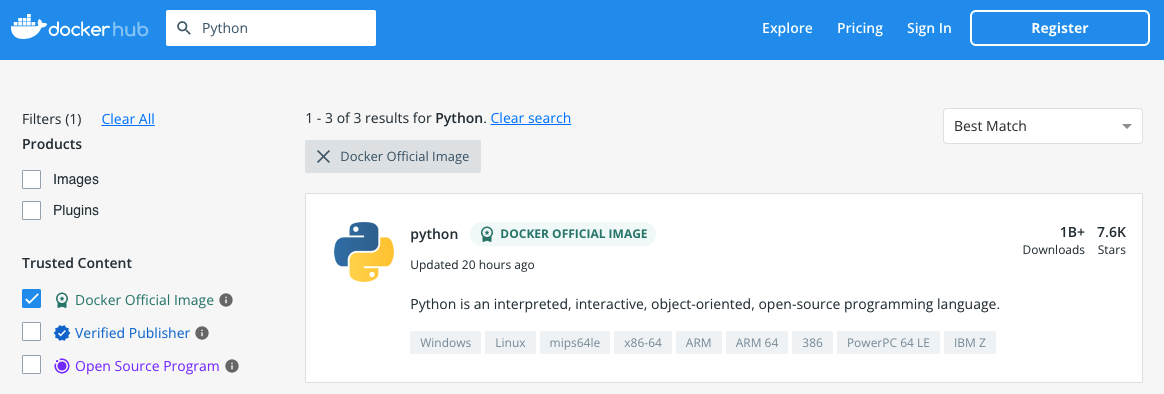 dockerhub
Python
Explore
Pricing
Sign In
Register
Filters (1)
Clear All
Products
Images
Plugins
Trusted Content
Docker Official Image
Verified Publisher
Open Source Program
1 - 3 of 3 results for Python. Clear search
Best Match
Docker Official Image
python
DOCKER OFFICIAL IMAGE
Updated 20 hours ago
1B+
Downloads
7.6K
Stars
Python is an interpreted, interactive, object-oriented, open-source programming language.
Windows
Linux
mips64le
x86-64
ARM
ARM 64
386
PowerPC 64 LE
IBM Z